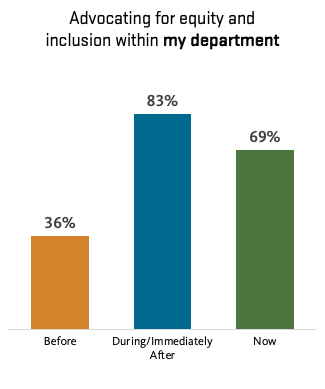 Advocating for equity and
inclusion within my department
36%
83%
69%
Before
During/Immediately
After
Now